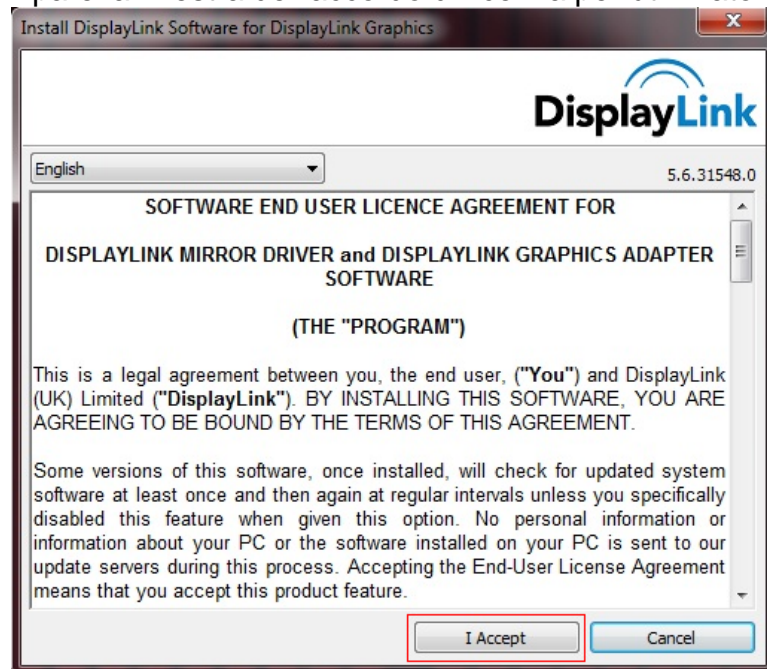 Install DisplayLink Software for DisplayLink Graphics
DisplayLink
English
5.6.31548.0
SOFTWARE END USER LICENCE AGREEMENT FOR
DISPLAYLINK MIRROR DRIVER and DISPLAYLINK GRAPHICS ADAPTER
SOFTWARE
(THE "PROGRAM")
This is a legal agreement between you, the end user, ("You") and DisplayLink
(UK) Limited ("DisplayLink"). BY INSTALLING THIS SOFTWARE, YOU ARE
AGREEING TO BE BOUND BY THE TERMS OF THIS AGREEMENT.
Some versions of this software, once installed, will check for updated system
software at least once and then again at regular intervals unless you specifically
disabled this feature when given this option. No personal information or
information about your PC or the software installed on your PC is sent to our
update servers during this process. Accepting the End-User License Agreement
means that you accept this product feature.
I Accept
Cancel